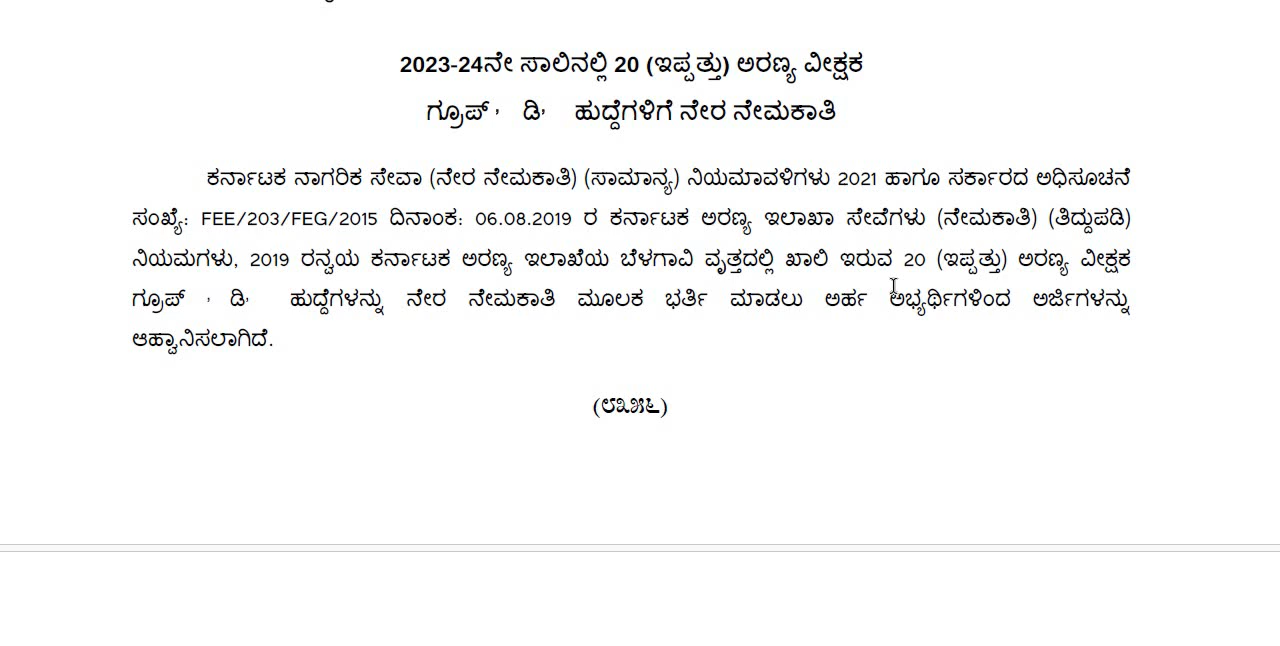 2023-24ನೇ ಸಾಲಿನಲ್ಲಿ 20 (ಇಪ್ಪತ್ತು) ಅರಣ್ಯ ವೀಕ್ಷಕ
ಗ್ರೂಪ್ ' ಡಿ' ಹುದ್ದೆಗಳಿಗೆ ನೇರ ನೇಮಕಾತಿ
ಕರ್ನಾಟಕ ನಾಗರಿಕ ಸೇವಾ (ನೇರ ನೇಮಕಾತಿ) (ಸಾಮಾನ್ಯ) ನಿಯಮಾವಳಿಗಳು 2021 ಹಾಗೂ ಸರ್ಕಾರದ ಅಧಿಸೂಚನೆ
ಸಂಖ್ಯೆ: FEE/203/FEG/2015 ದಿನಾಂಕ: 06.08.2019 ರ ಕರ್ನಾಟಕ ಅರಣ್ಯ ಇಲಾಖಾ ಸೇವೆಗಳು (ನೇಮಕಾತಿ) (ತಿದ್ದುಪಡಿ)
ನಿಯಮಗಳು, 2019 ರನ್ವಯ ಕರ್ನಾಟಕ ಅರಣ್ಯ ಇಲಾಖೆಯ ಬೆಳಗಾವಿ ವೃತ್ತದಲ್ಲಿ ಖಾಲಿ ಇರುವ 20 (ಇಪ್ಪತ್ತು) ಅರಣ್ಯ ವೀಕ್ಷಕ
ಗ್ರೂಪ್ ' ಡಿ' ಹುದ್ದೆಗಳನ್ನು ನೇರ ನೇಮಕಾತಿ ಮೂಲಕ ಭರ್ತಿ ಮಾಡಲು ಅರ್ಹ ಅಭ್ಯರ್ಥಿಗಳಿಂದ ಅರ್ಜಿಗಳನ್ನು
ಆಹ್ವಾನಿಸಲಾಗಿದೆ.
(೮೩೫೬)